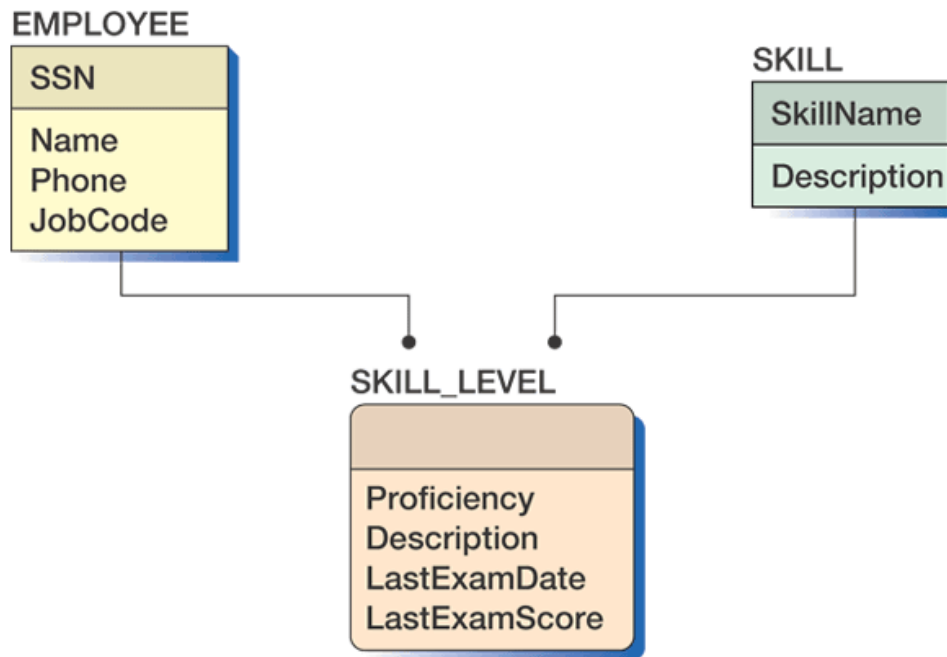 EMPLOYEE
SSN
Name
Phone
JobCode
SKILL
SkillName
Description
SKILL_LEVEL
Proficiency
Description
LastExamDate
LastExamScore